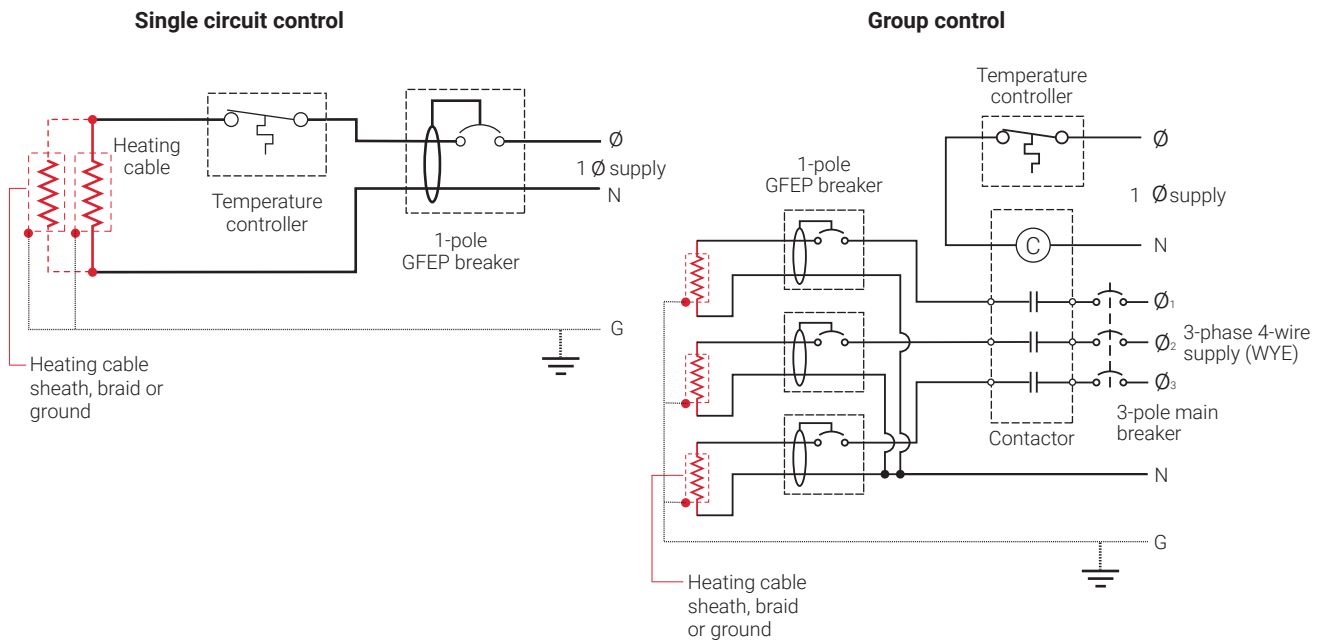 Single circuit control
Heating
cable
Temperature
controller
1-pole
GFEP breaker
Ø
1 Ø supply
N
G
Heating cable
sheath, braid or
ground
Group control
Temperature
controller
Ø
1 Ø supply
N
C
1-pole
GFEP breaker
Ø1
Ø2
Ø3
3-phase 4-wire
supply (WYE)
3-pole main
breaker
Contactor
N
G
Heating cable
sheath, braid
or ground